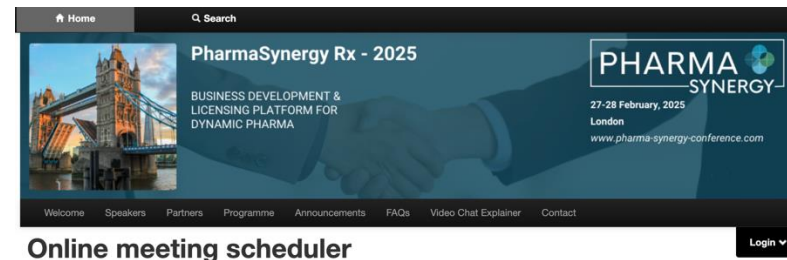 Home
Search
PharmaSynergy Rx - 2025
BUSINESS DEVELOPMENT &
LICENSING PLATFORM FOR
DYNAMIC PHARMA
PHARMA
SYNERGY
27-28 February, 2025
London
www.pharma-synergy-conference.com
Welcome Speakers Partners Programme Announcements FAQs Video Chat Explainer Contact
Online meeting scheduler
Login